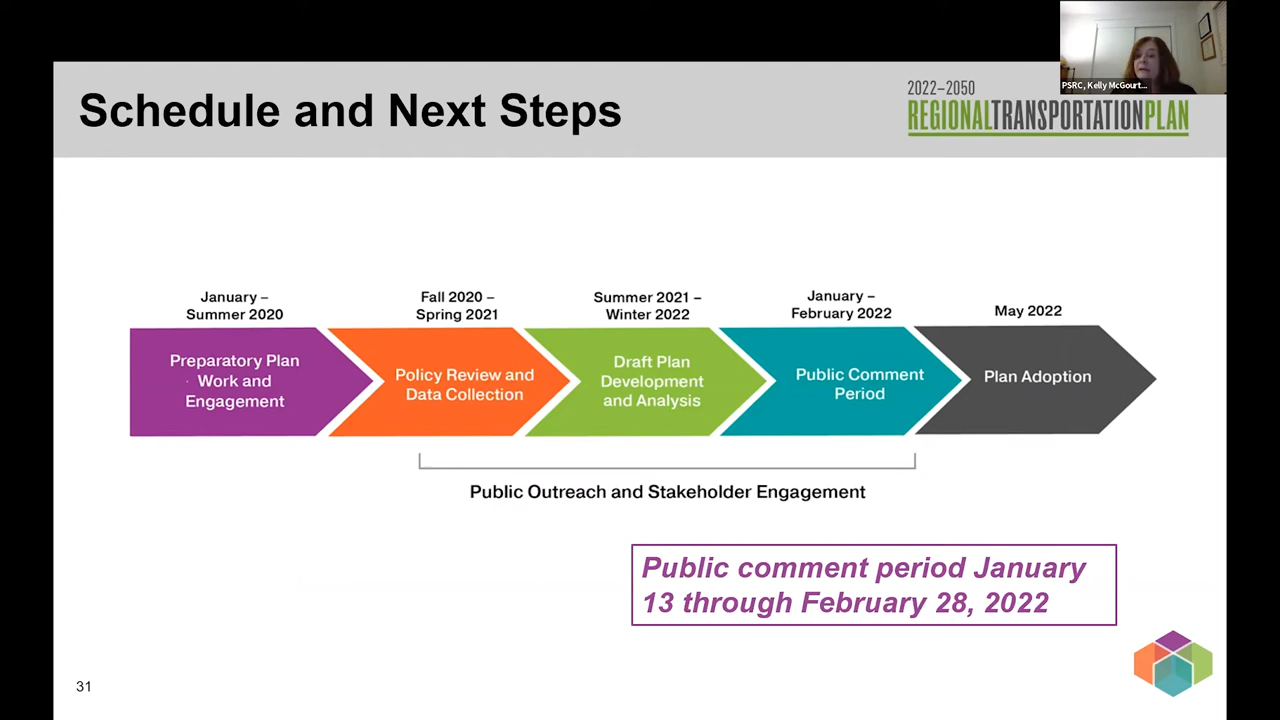 PSRC, Kelly McGourt...
Schedule and Next Steps
2022–2050
REGIONALTRANSPORTATIONPLAN
January –
Summer 2020
Fall 2020 –
Spring 2021
Summer 2021 –
Winter 2022
January –
February 2022
May 2022
Preparatory Plan
Work and
Engagement
Policy Review and
Data Collection
Draft Plan
Development
and Analysis
Public Comment
Period
Plan Adoption
Public Outreach and Stakeholder Engagement
Public comment period January
13 through February 28, 2022
31